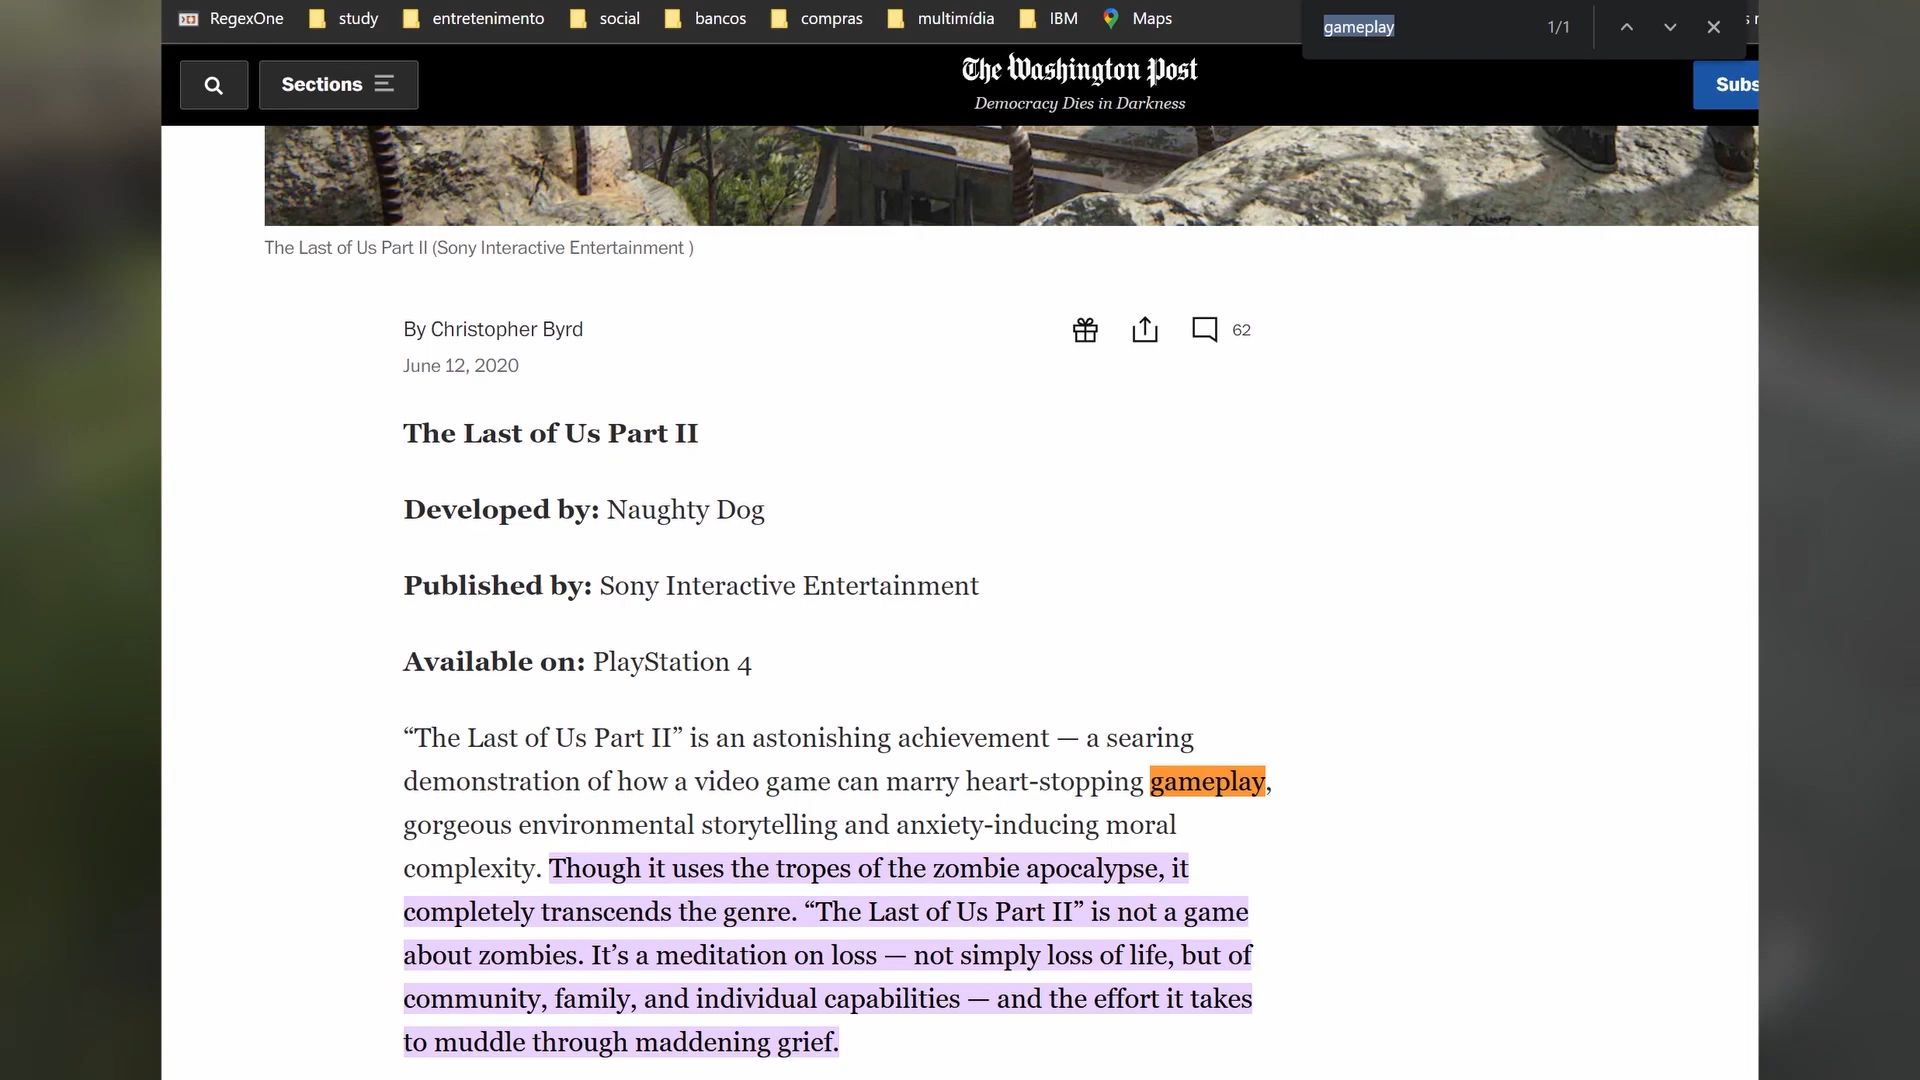 RegexOne study entretenimento social bancos compras multimídia IBM Maps
gameplay 1/1
Sections
The Washington Post
Democracy Dies in Darkness
The Last of Us Part II (Sony Interactive Entertainment )
By Christopher Byrd
62
June 12, 2020
The Last of Us Part II
Developed by: Naughty Dog
Published by: Sony Interactive Entertainment
Available on: PlayStation 4
“The Last of Us Part II” is an astonishing achievement — a searing
demonstration of how a video game can marry heart-stopping gameplay,
gorgeous environmental storytelling and anxiety-inducing moral
complexity. Though it uses the tropes of the zombie apocalypse, it
completely transcends the genre. “The Last of Us Part II” is not a game
about zombies. It’s a meditation on loss — not simply loss of life, but of
community, family, and individual capabilities — and the effort it takes
to muddle through maddening grief.